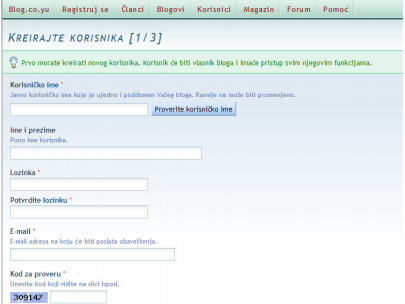 Blog.co.yu Registruj se Članci Blogovi Korisnici Magazin Forum Pomoć
Kreirajte korisnika [1/3]
Prvo morate kreirati novog korisnika. Korisnik će biti vlasnik bloga i imaće pristup svim njegovim funkcijama.
Korisničko ime *
Javno korisničko ime koje je ujedno i poddomen Vašeg bloga. Kasnije ne može biti promenjeno.
Proverite korisničko ime
Ime i prezime
Puno ime korisnika.
Lozinka *
Potvrdite lozinku *
E-mail *
E-mail adresa na koju će biti poslata obaveštenja.
Kod za proveru *
Unesite kod koji vidite na slici ispod.
309147